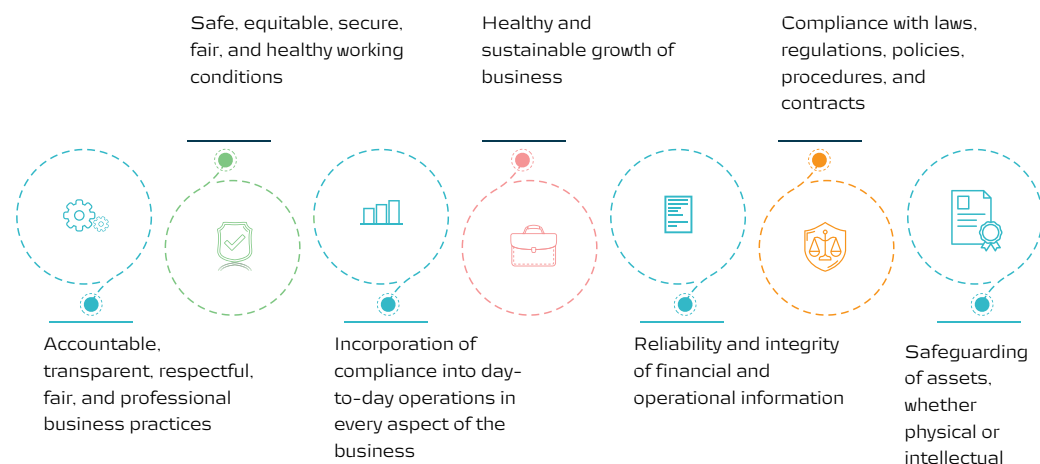 Safe, equitable, secure,
fair, and healthy working
conditions
Healthy and
sustainable growth of
business
Compliance with laws,
regulations, policies,
procedures, and
contracts
Accountable,
transparent, respectful,
fair, and professional
business practices
Incorporation of
compliance into day-
to-day operations in
every aspect of the
business
Reliability and integrity
of financial and
operational information
Safeguarding
of assets,
whether
physical or
intellectual